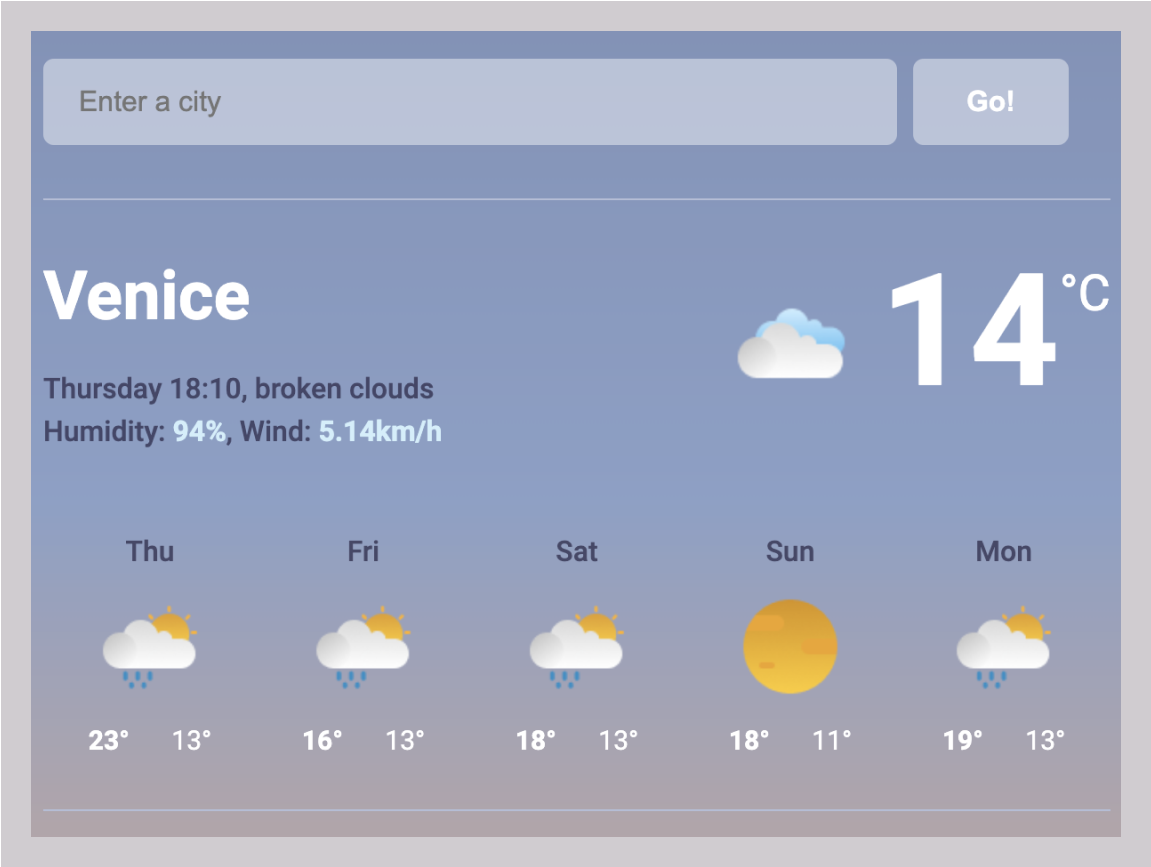 Enter a city
Go!
Venice
14
°C
Thursday 18:10, broken clouds
Humidity: 94%, Wind: 5.14km/h
Thu Fri Sat Sun Mon
23° 13° 16° 13° 18° 13° 18° 11° 19° 13°